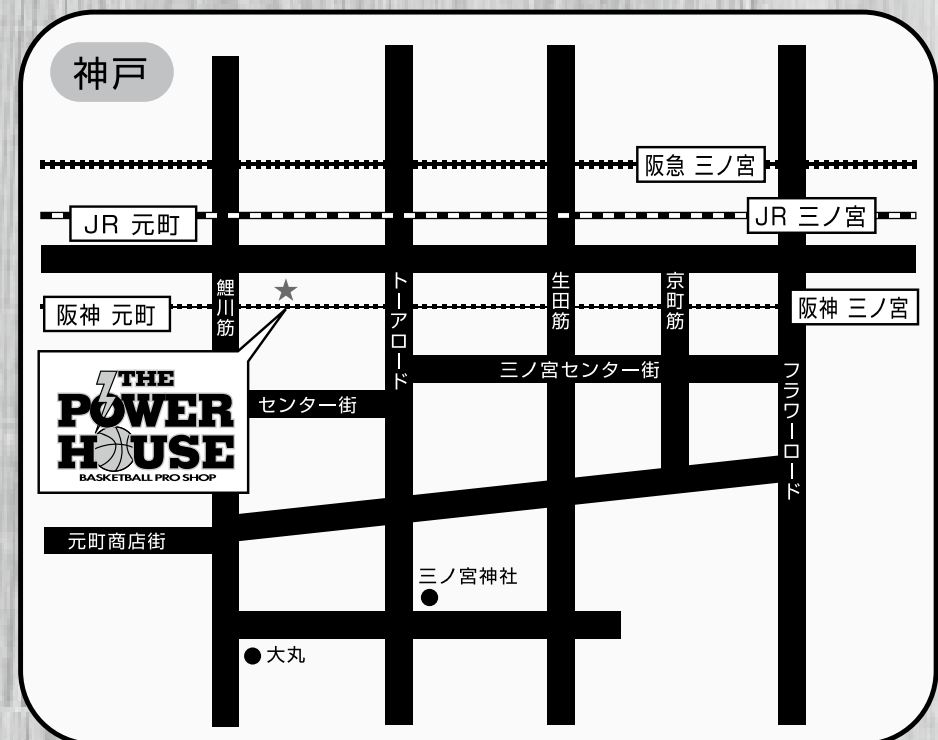 神戸
阪急 三ノ宮
JR 元町
JR 三ノ宮
阪神 元町
鯉川筋
トーアロード
生田筋
京町筋
阪神 三ノ宮
三ノ宮センター街
フラワーロード
センター街
THE
POWER
HOUSE
BASKETBALL PRO SHOP
元町商店街
三ノ宮神社
大丸